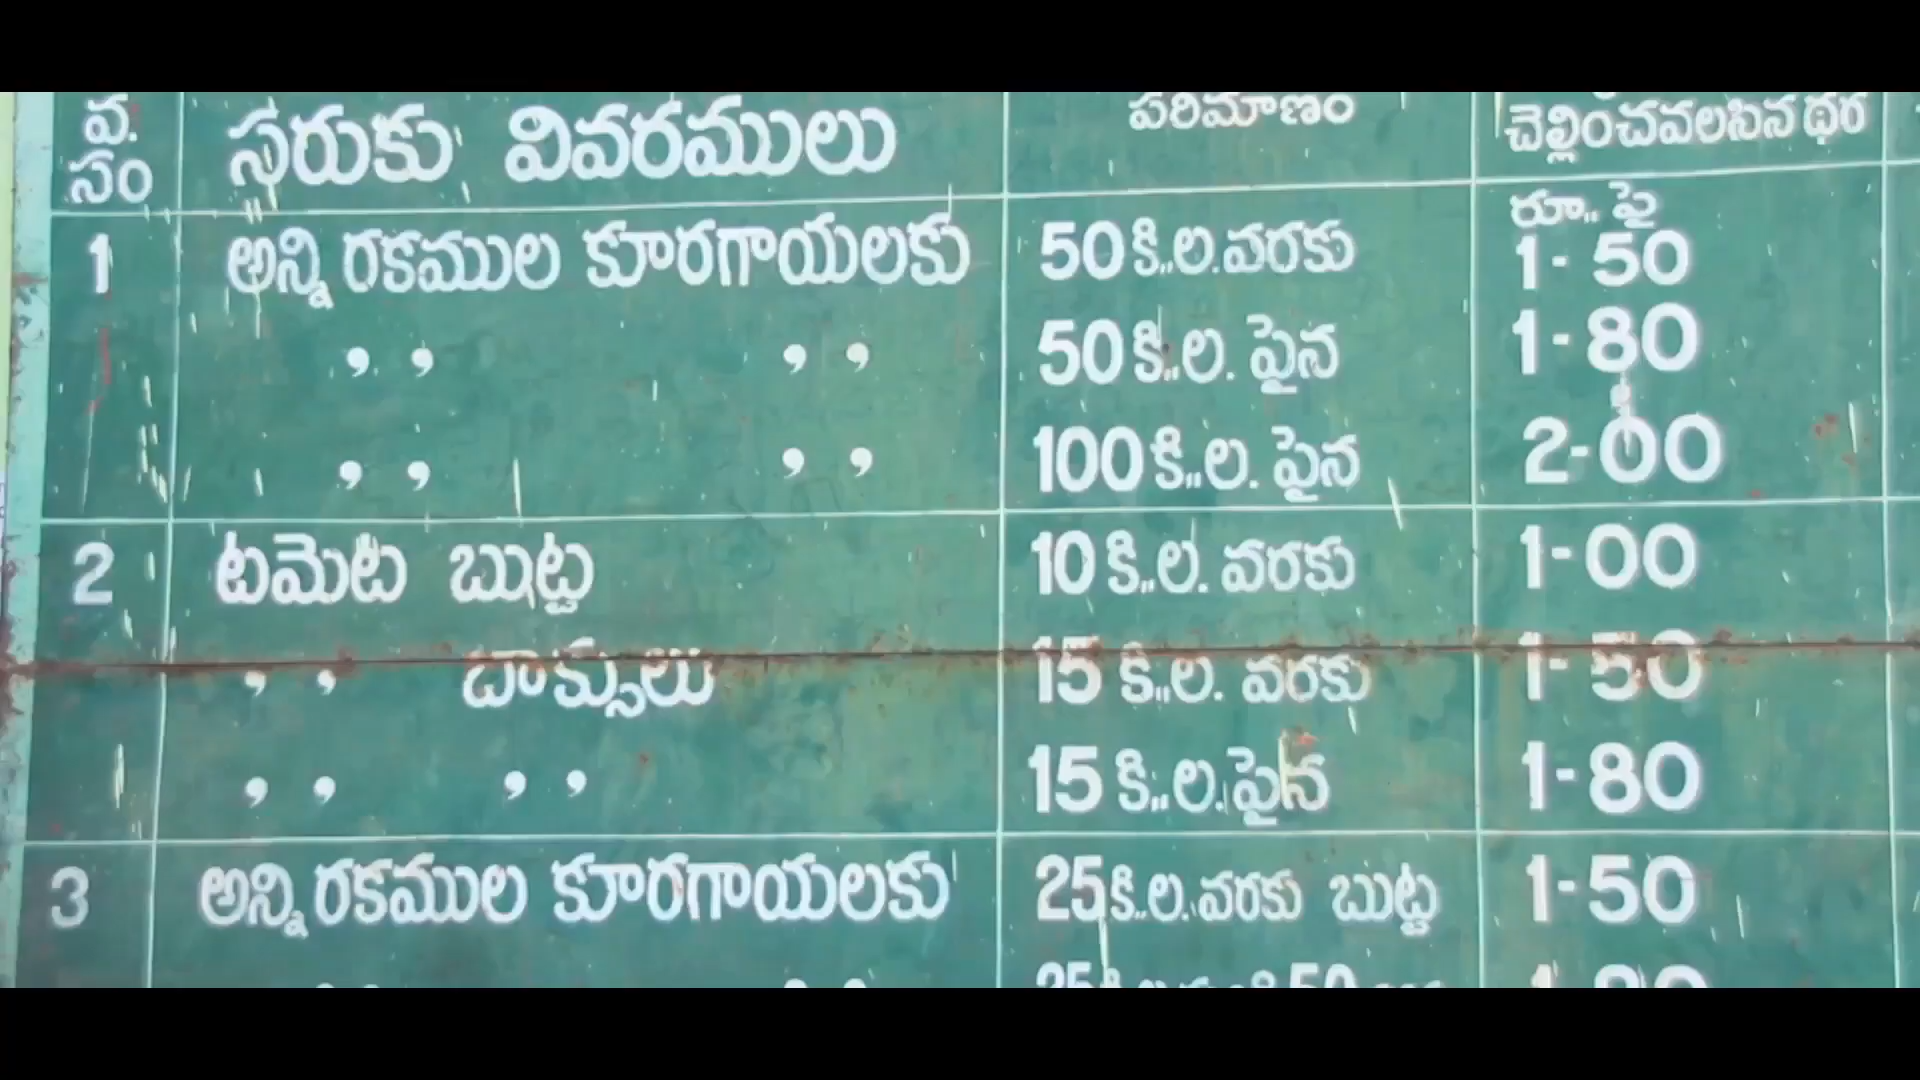 వ. సం సరుకు వివరములు పరిమాణం చెల్లించవలసిన ధర
రూ.. పై
1 అన్ని రకముల కూరగాయలకు 50 కి..ల. వరకు 1-50
,, ,, 50 కి..ల. పైన 1-80
,, ,, 100 కి..ల. పైన 2-00
2 టమెట బుట్ట 10 కి..ల. వరకు 1-00
,, బాక్సులు 15 కి..ల. వరకు 1-50
,, ,, 15 కి..ల. పైన 1-80
3 అన్ని రకముల కూరగాయలకు 25 కి..ల. వరకు బుట్ట 1-50